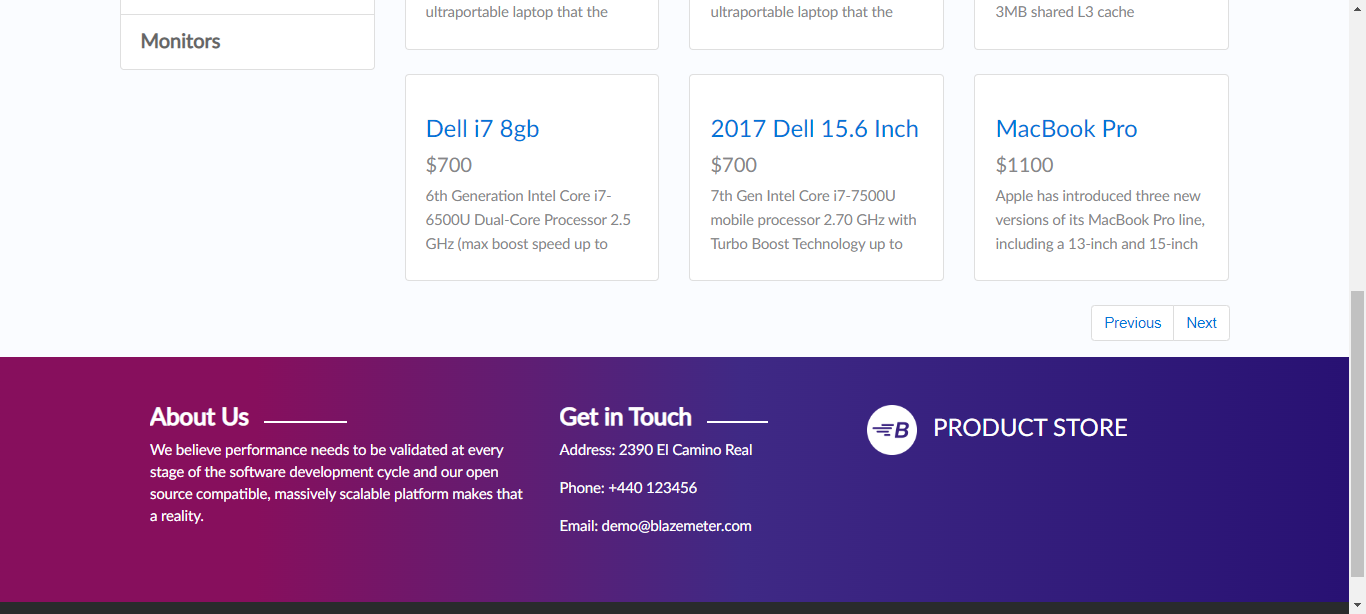 ultraportable laptop that the
ultraportable laptop that the
3MB shared L3 cache
Monitors
Dell i7 8gb
$700
6th Generation Intel Core i7-
6500U Dual-Core Processor 2.5
GHz (max boost speed up to
2017 Dell 15.6 Inch
$700
7th Gen Intel Core i7-7500U
mobile processor 2.70 GHz with
Turbo Boost Technology up to
MacBook Pro
$1100
Apple has introduced three new
versions of its MacBook Pro line,
including a 13-inch and 15-inch
Previous
Next
About Us
We believe performance needs to be validated at every
stage of the software development cycle and our open
source compatible, massively scalable platform makes that
a reality.
Get in Touch
Address: 2390 El Camino Real
Phone: +440 123456
Email: demo@blazemeter.com
B
PRODUCT STORE